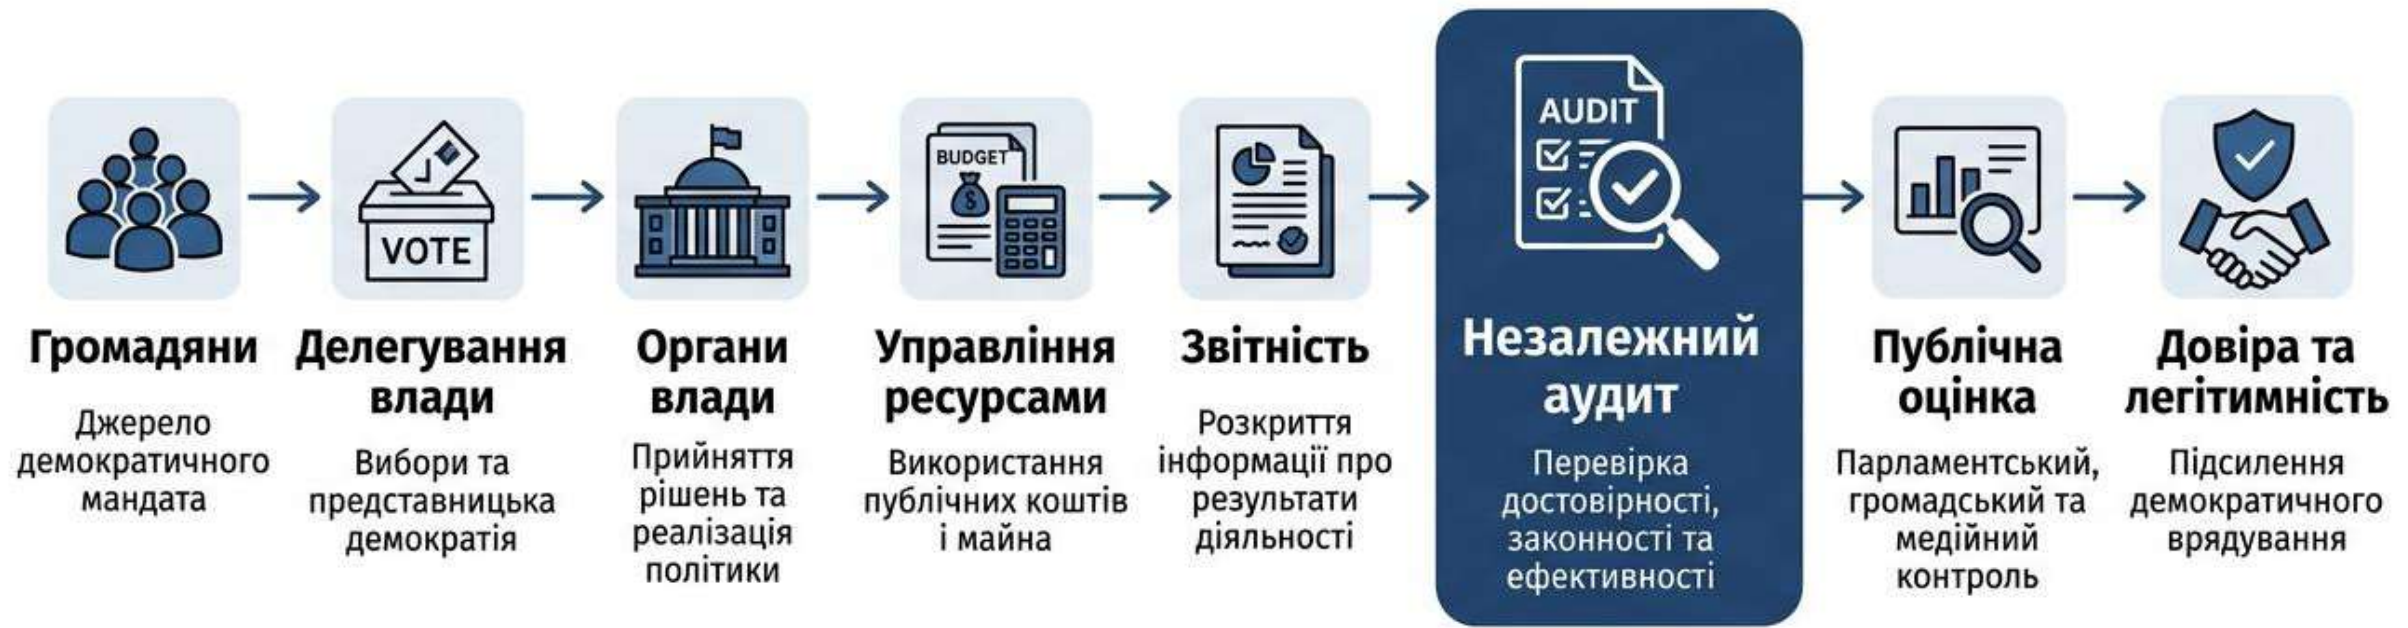 VOTE
BUDGET
AUDIT
Громадяни
Джерело
демократичного
мандата
Делегування
влади
Вибори та
представницька
демократія
Органи
влади
Прийняття
рішень та
реалізація
політики
Управління
ресурсами
Використання
публічних коштів
і майна
Звітність
Розкриття
інформації про
результати
діяльності
Незалежний
аудит
Перевірка
достовірності,
законності та
ефективності
Публічна
оцінка
Парламентський,
громадський та
медійний
контроль
Довіра та
легітимність
Підсилення
демократичного
врядування